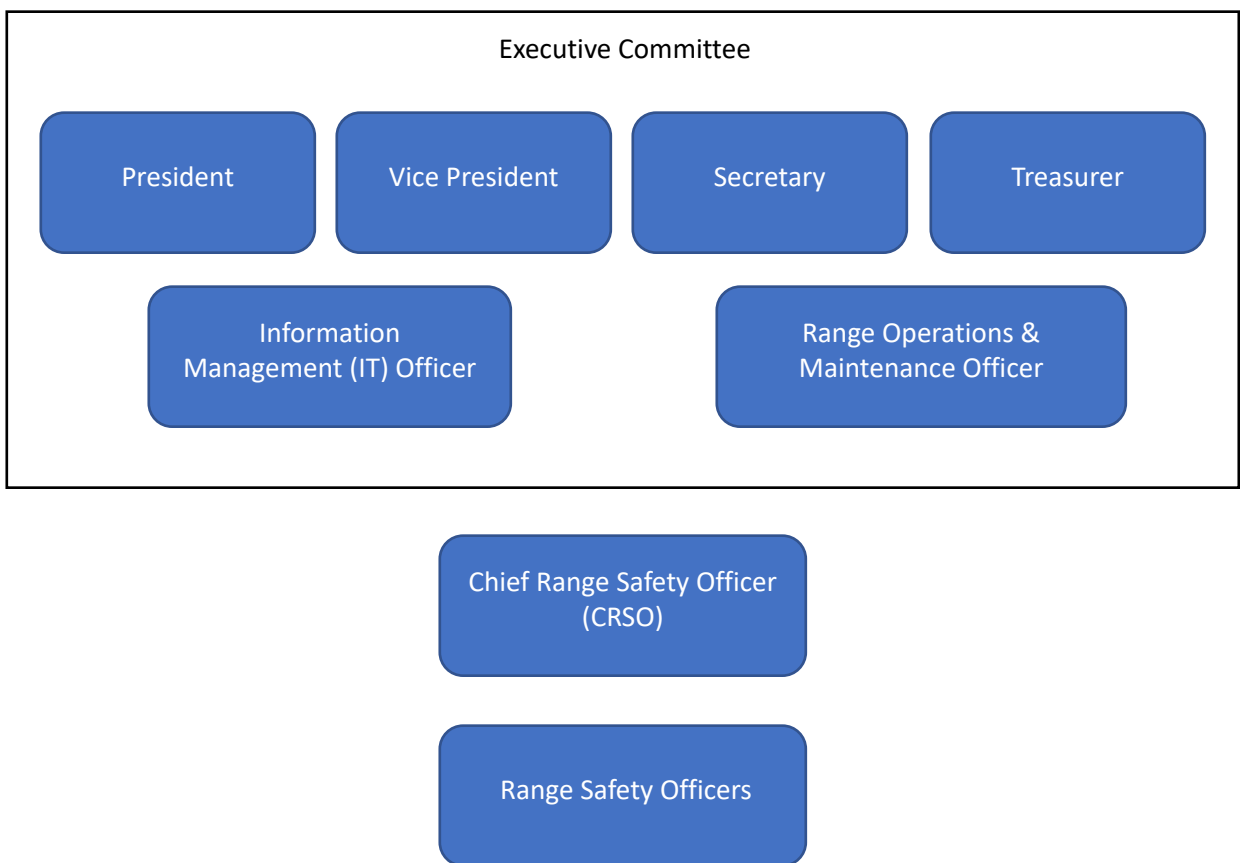 Executive Committee
President
Vice President
Secretary
Treasurer
Information
Management (IT) Officer
Range Operations &
Maintenance Officer
Chief Range Safety Officer
(CRSO)
Range Safety Officers